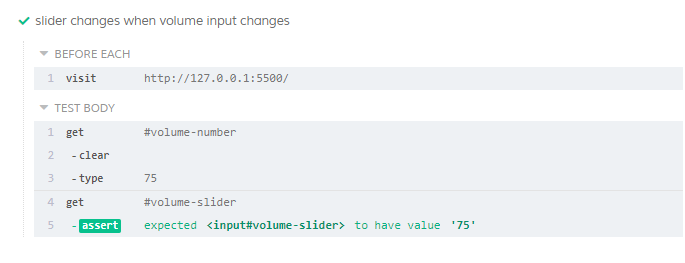 slider changes when volume input changes
BEFORE EACH
1 visit http://127.0.0.1:5500/
TEST BODY
1 get #volume-number
2 -clear
3 -type 75
4 get #volume-slider
5 -assert expected <input#volume-slider> to have value '75'